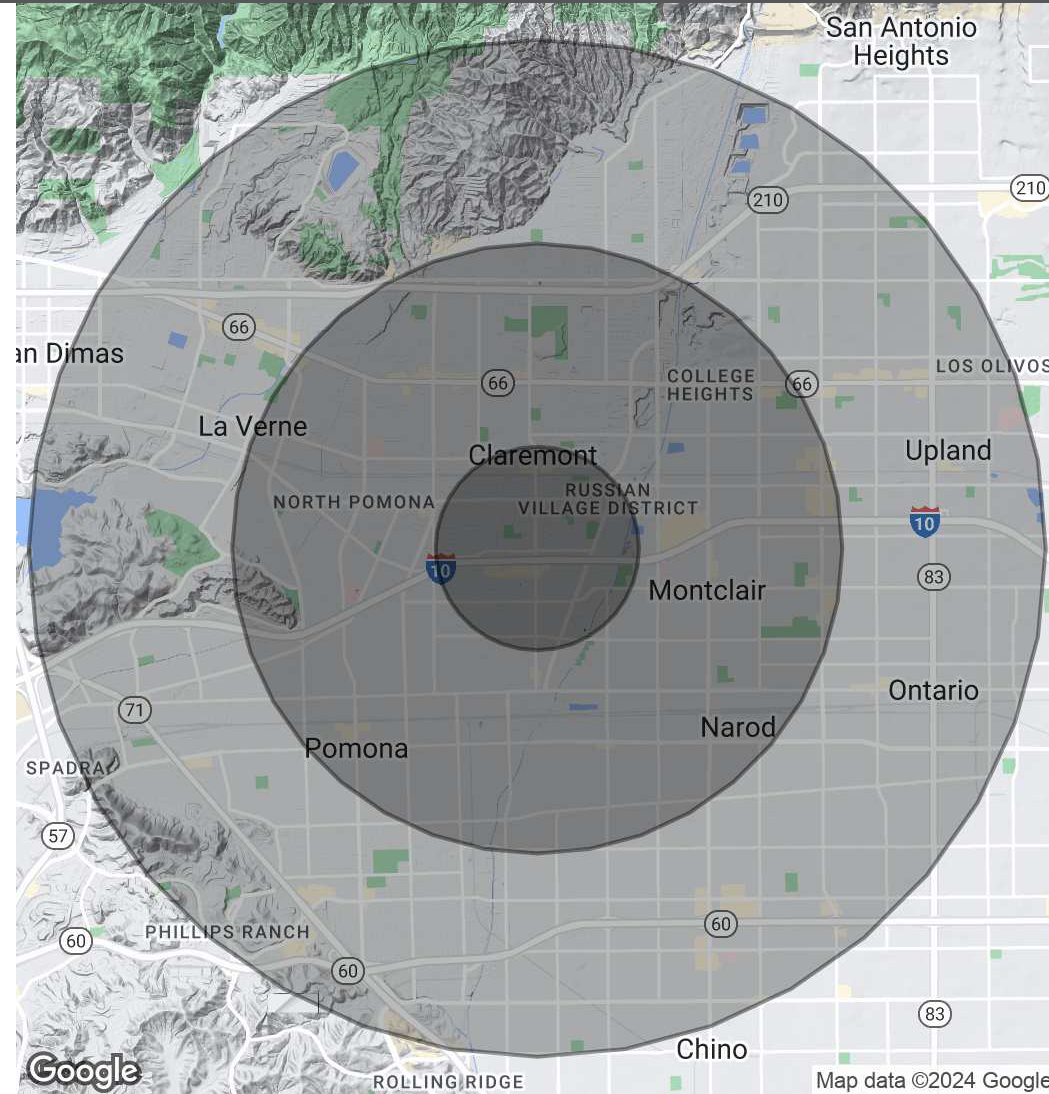 San Antonio
Heights
210
210
66
an Dimas
66
COLLEGE
HEIGHTS
66
LOS OLIVOS
La Verne
Claremont
Upland
NORTH POMONA
RUSSIAN
VILLAGE DISTRICT
10
10
83
Montclair
71
Ontario
Narod
Pomona
SPADRA
57
PHILLIPS RANCH
60
60
60
83
Chino
Google
ROLLING RIDGE
Map data ©2024 Google